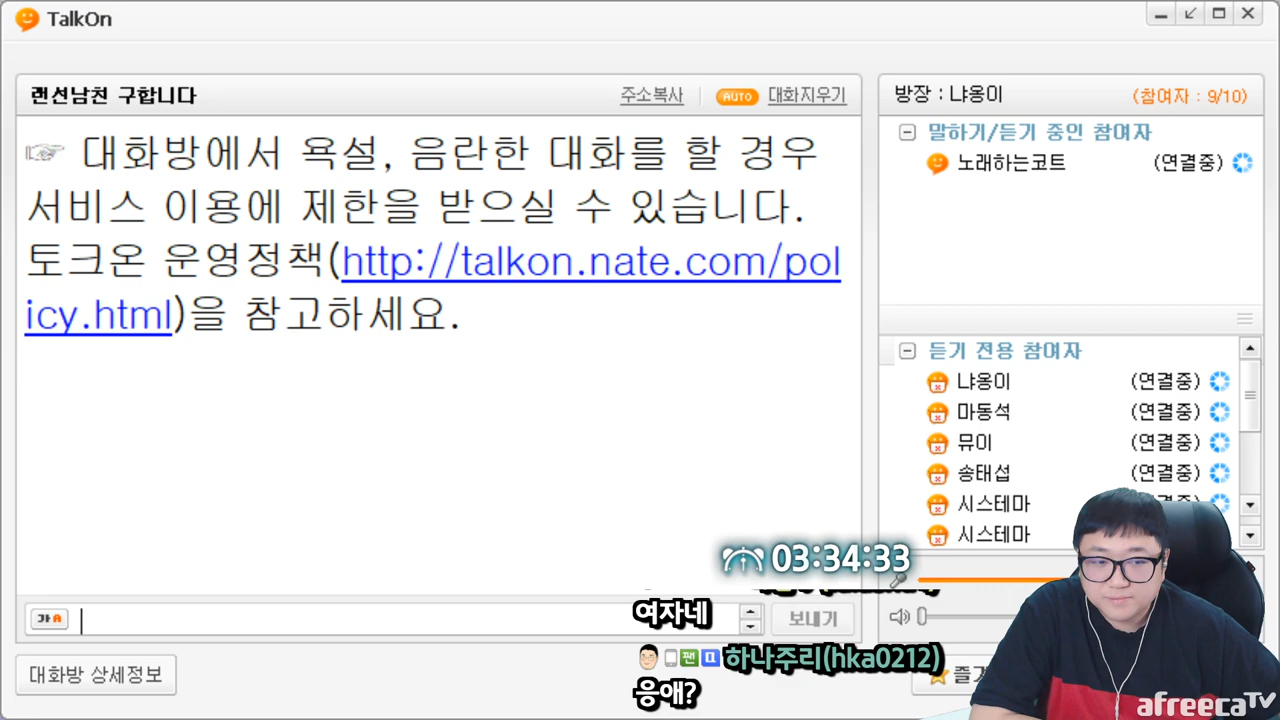 TalkOn
랜선남친 구합니다
주소복사
AUTO 대화지우기
☞ 대화방에서 욕설, 음란한 대화를 할 경우
서비스 이용에 제한을 받으실 수 있습니다.
토크온 운영정책(http://talkon.nate.com/pol
icy.html)을 참고하세요.
방장 : 냐옹이
(참여자 : 9/10)
말하기/듣기 중인 참여자
노래하는코트 (연결중)
듣기 전용 참여자
냐옹이 (연결중)
마동석 (연결중)
뮤이 (연결중)
송태섭 (연결중)
시스테마
시스테마
03:34:33
여자네
팬 하나주리(hka0212)
응애?
가A
보내기
대화방 상세정보
afreecaTV